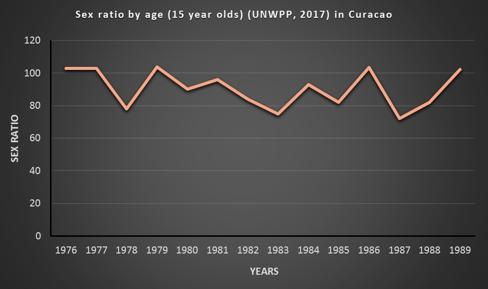 Sex ratio by age (15 year olds) (UNWPP, 2017) in Curacao
120
100
80
60
40
20
0
SEX RATIO
1976 1977 1978 1979 1980 1981 1982 1983 1984 1985 1986 1987 1988 1989
YEARS